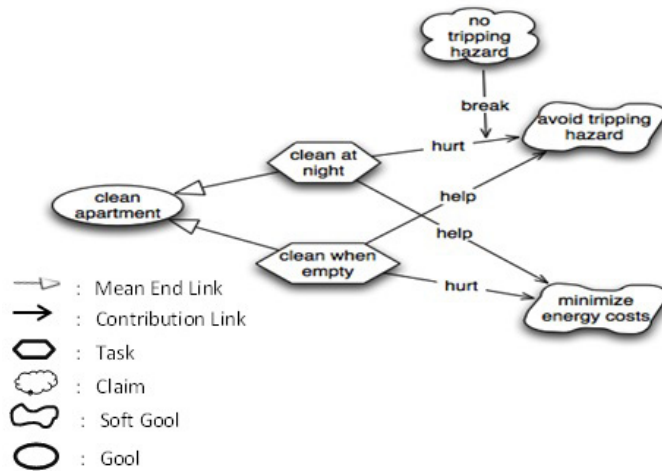 no
tripping
hazard
break
avoid tripping
hazard
hurt
clean at
night
clean
apartment
help
help
clean when
empty
hurt
minimize
energy costs
: Mean End Link
: Contribution Link
: Task
: Claim
: Soft Gool
: Gool